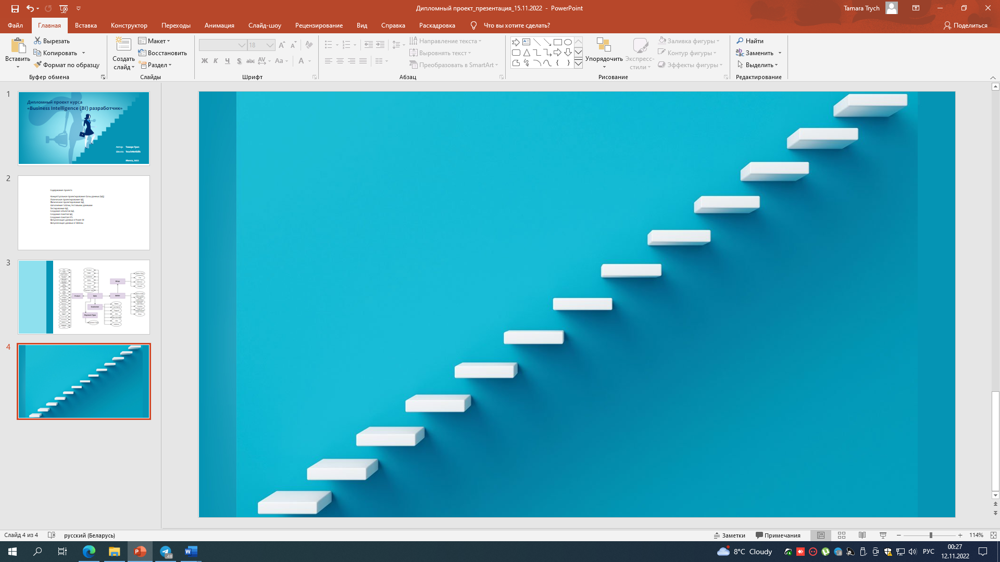 Дипломный проект_презентация_15.11.2022 - PowerPoint
Tamara Trych
Файл
Главная
Вставка
Конструктор
Переходы
Анимация
Слайд-шоу
Рецензирование
Вид
Справка
Раскадровка
Что вы хотите сделать?
Поделиться
Вставить
Вырезать
Копировать
Формат по образцу
Буфер обмена
Создать слайд
Макет
Восстановить
Раздел
Слайды
18
Ж К Ч S abc AV Aa A
Шрифт
Направление текста
Выровнять текст
Преобразовать в SmartArt
Абзац
Упорядочить
Экспресс-стили
Заливка фигуры
Контур фигуры
Эффекты фигуры
Рисование
Найти
Заменить
Выделить
Редактирование
1
Дипломный проект курса
«Business Intelligence (BI) разработчик»
Автор: Тамара Трич
Школа: TeachMeSkills
Минск, 2022
2
Содержание проекта
Концептуальное проектирование базы данных (БД)
Логическое проектирование БД
Физическое проектирование БД
Заполнение таблиц тестовыми данными
Тестирование БД
Создание объектов БД
Создание пакетов БД
Создание пакетов ETL
Визуализация данных в Power BI
Визуализация данных в Tableau
3
Product
Customer
Payment Type
4
Слайд 4 из 4
русский (Беларусь)
Заметки
Примечания
114%
8°C Cloudy
РУС
00:27
12.11.2022